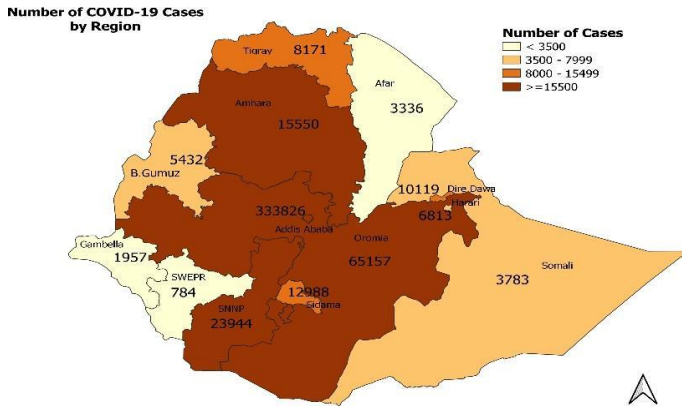 Number of COVID-19 Cases
by Region
Number of Cases
< 3500
3500 - 7999
8000 - 15499
>=15500
Tigray
8171
Afar
3336
Amhara
15550
5432
B.Gumuz
10119
Dire Dawa
Harari
6813
333826
Addis Ababa
Oromia
65157
Gambella
1957
SWEPR
784
Somali
3783
12988
Sidama
SNNP
23944